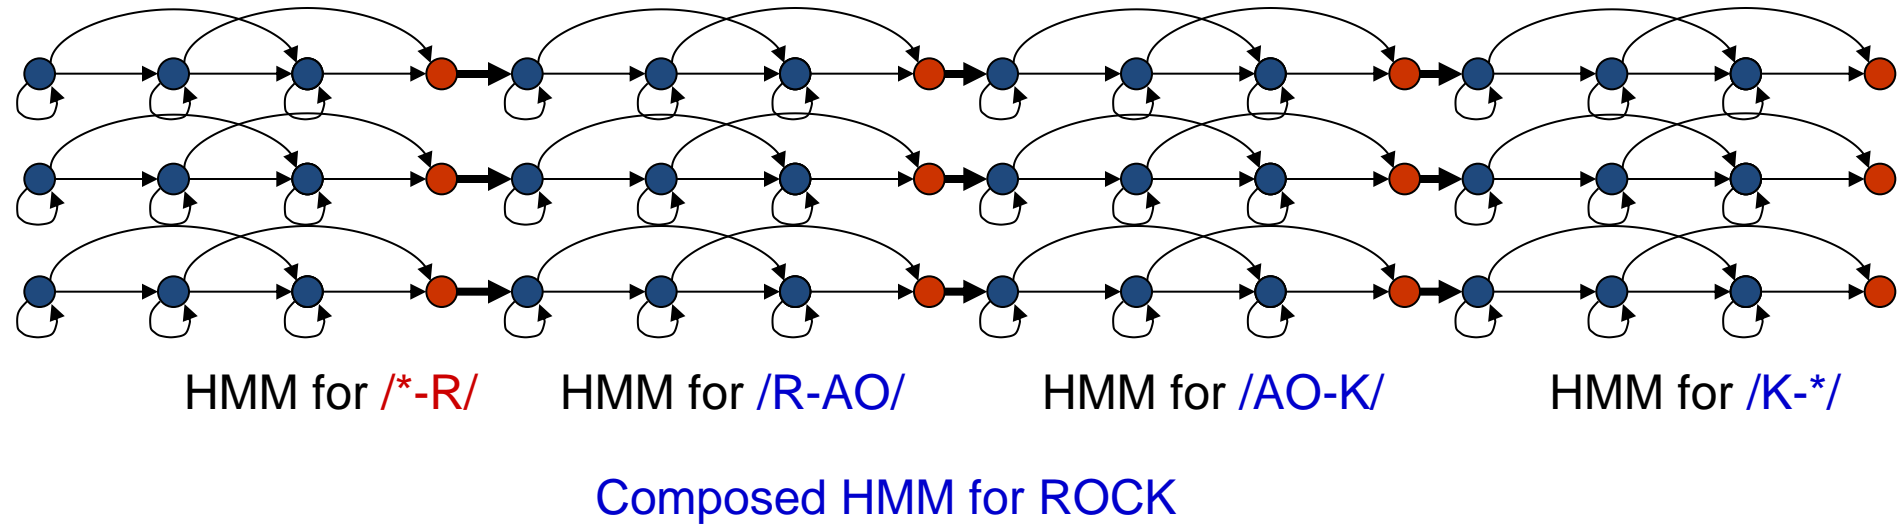 HMM for /*-R/ HMM for /R-AO/ HMM for /AO-K/ HMM for /K-*/
Composed HMM for ROCK